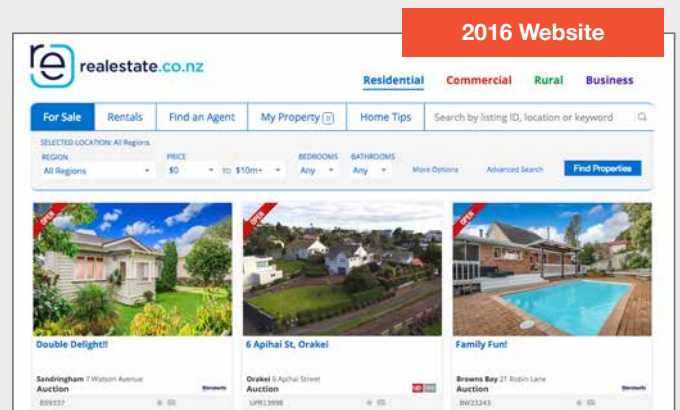 2016 Website
re realestate.co.nz
Residential Commercial Rural Business
For Sale Rentals Find an Agent My Property Home Tips Search by listing ID, location or keyword
SELECTED LOCATION: All Regions
REGION PRICE BEDROOMS BATHROOMS
All Regions $0 TO $10m+ Any Any More Options Advanced Search Find Properties
OPEN OPEN OPEN
Double Delight!! 6 Apihai St, Orakei Family Fun!
Sandringham 7 Watson Avenue Orakei 6 Apihai Street Browns Bay 21 Robin Lane
Auction Auction Auction
UPR13998 BW23243